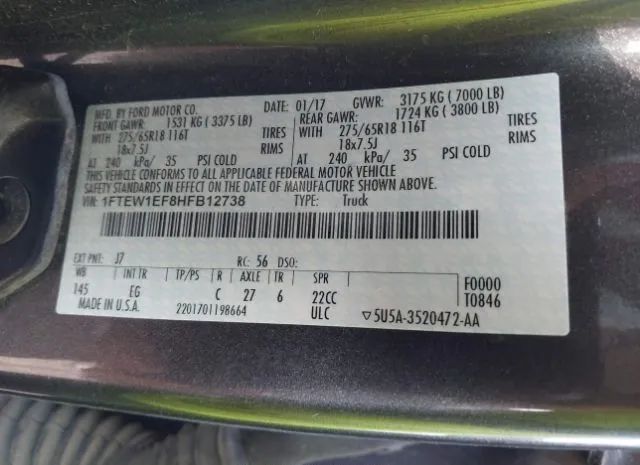 MFD. BY FORD MOTOR CO.
DATE: 01/17
GVWR: 3175 KG ( 7000 LB)
FRONT GAWR: 1531 KG ( 3375 LB)
REAR GAWR: 1724 KG ( 3800 LB)
WITH 275/65R18 116T TIRES
WITH 275/65R18 116T TIRES
18x7.5J RIMS
18x7.5J RIMS
AT 240 kPa/ 35 PSI COLD
AT 240 kPa/ 35 PSI COLD
THIS VEHICLE CONFORMS TO ALL APPLICABLE FEDERAL MOTOR VEHICLE
SAFETY STANDARDS IN EFFECT ON THE DATE OF MANUFACTURE SHOWN ABOVE.
VIN: 1FTEW1EF8HFB12738
TYPE: Truck
EXT PNT: J7 RC: 56 DSO:
WB INT TR TP/PS R AXLE TR SPR
145 EG C 27 6 22CC
F0000
T0846
MADE IN U.S.A. 2201701198664 ULC ▽5U5A-3520472-AA